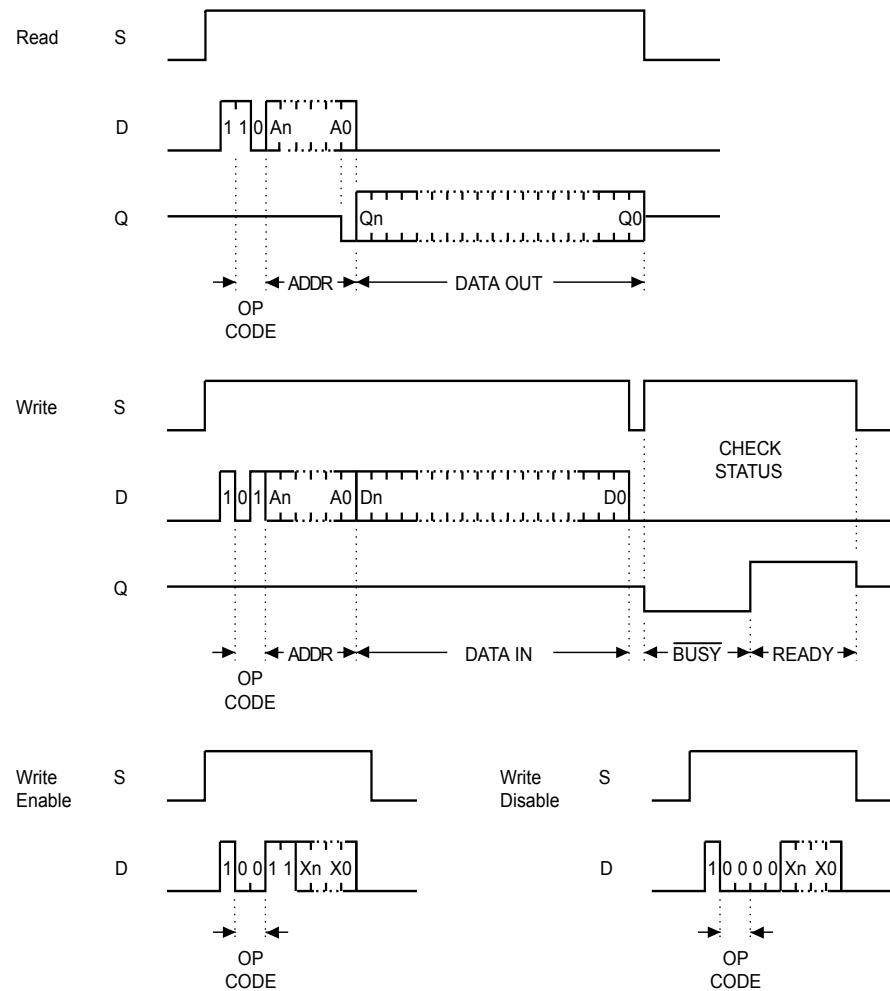 Read S
D 1 1 0 An A0
Q Qn Q0
ADDR DATA OUT
OP
CODE
Write S
CHECK
STATUS
D 1 0 1 An A0 Dn D0
Q
ADDR DATA IN BUSY READY
OP
CODE
Write
Enable
S
D 1 0 0 1 1 Xn X0
OP
CODE
Write
Disable
S
D 1 0 0 0 0 Xn X0
OP
CODE